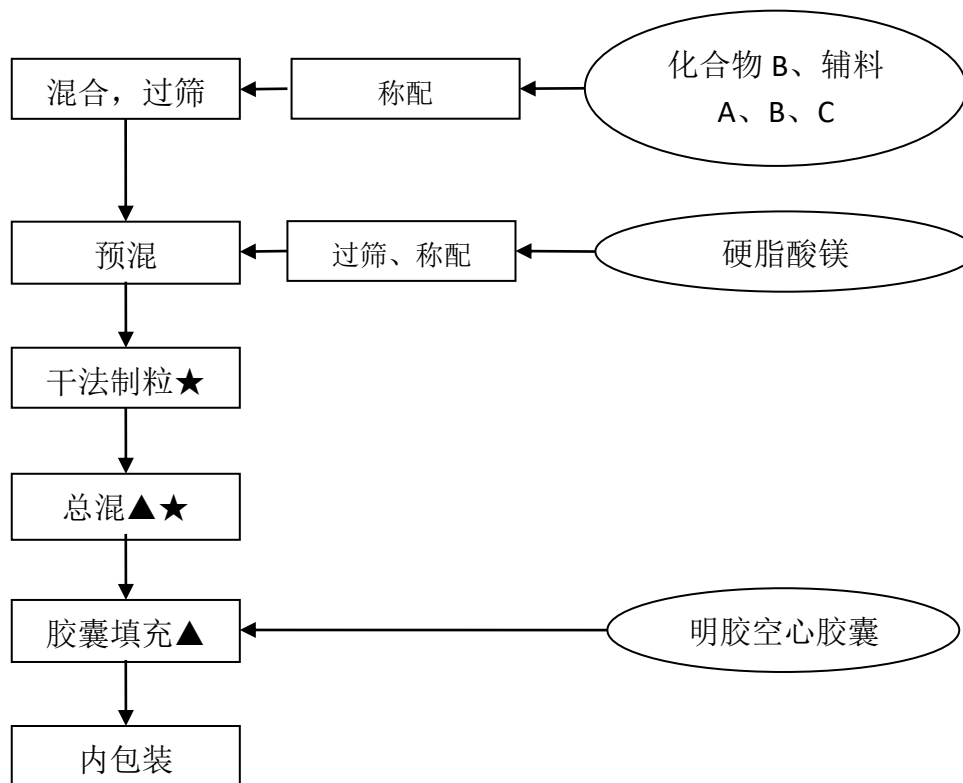 化合物 B、辅料
A、B、C
称配
混合，过筛
预混
过筛、称配
硬脂酸镁
干法制粒★
总混▲★
胶囊填充▲
明胶空心胶囊
内包装